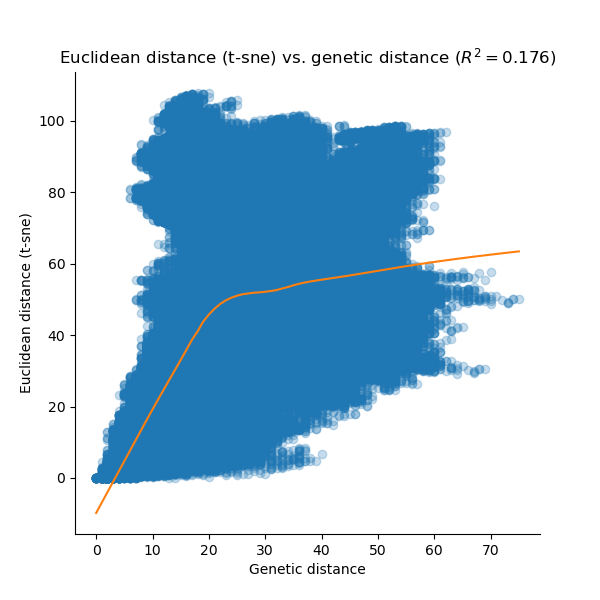 Euclidean distance (t-sne) vs. genetic distance (R² = 0.176)
Euclidean distance (t-sne)
100
80
60
40
20
0
0 10 20 30 40 50 60 70
Genetic distance